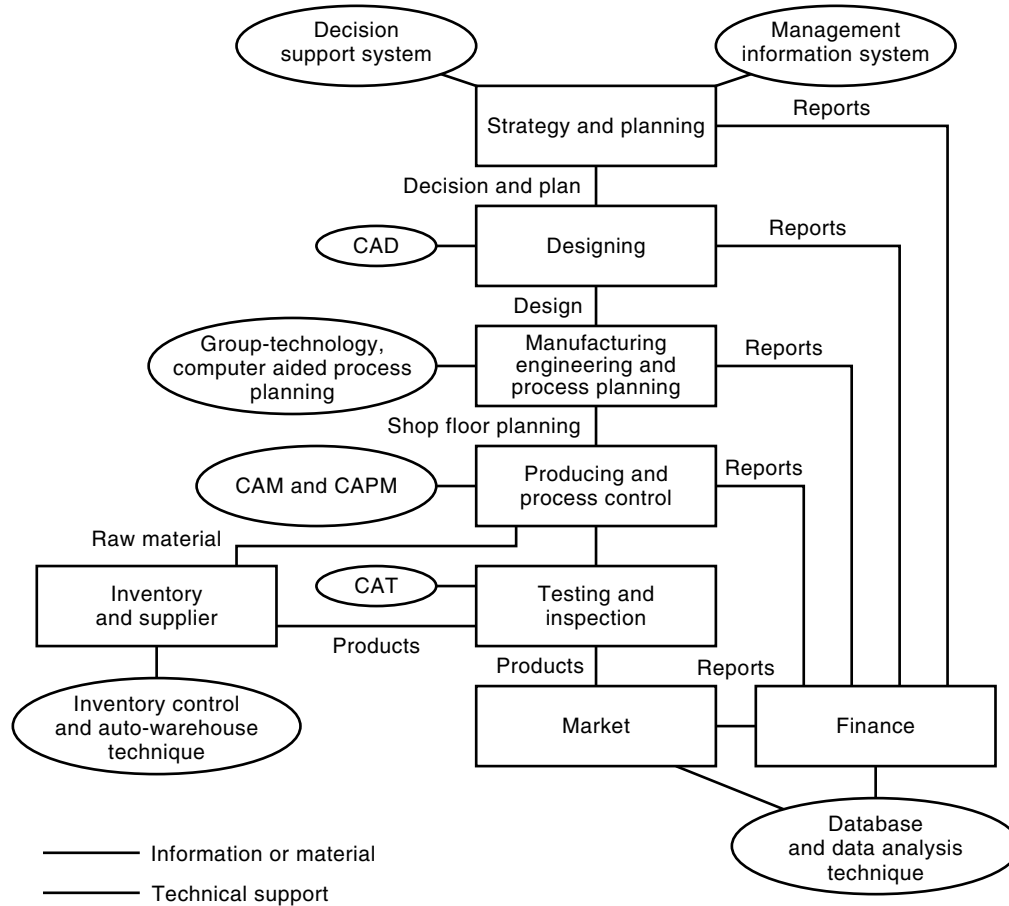 Decision
support system
Management
information system
Strategy and planning
Reports
Decision and plan
CAD
Designing
Reports
Design
Group-technology,
computer aided process
planning
Manufacturing
engineering and
process planning
Reports
Shop floor planning
CAM and CAPM
Producing and
process control
Reports
Raw material
Inventory
and supplier
CAT
Testing and
inspection
Products
Products
Reports
Inventory control
and auto-warehouse
technique
Market
Finance
Database
and data analysis
technique
Information or material
Technical support